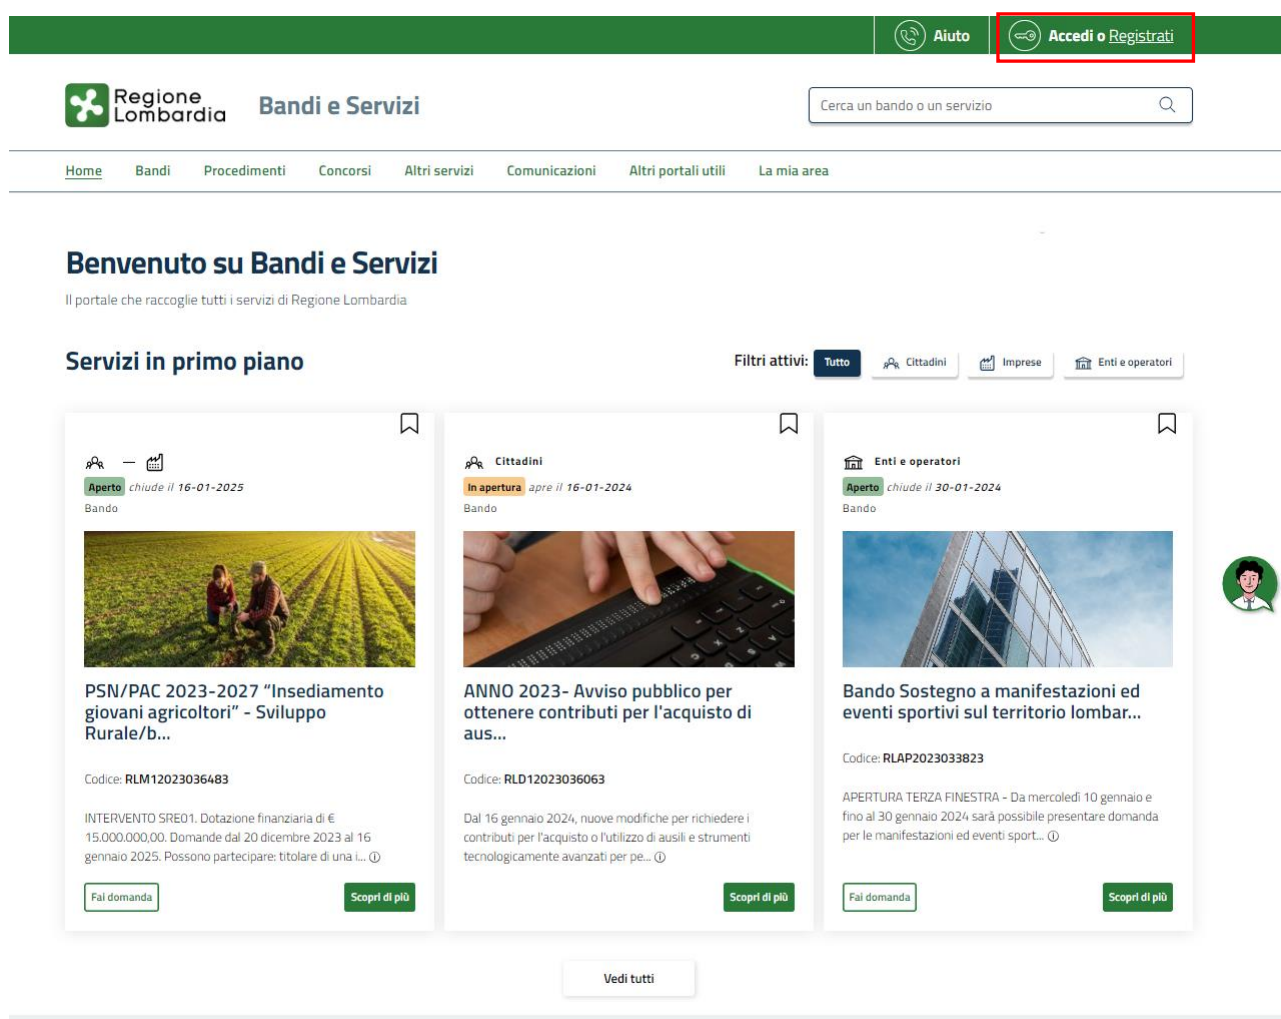 Aiuto
Accedi o Registrati
Regione
Lombardia
Bandi e Servizi
Cerca un bando o un servizio
Home Bandi Procedimenti Concorsi Altri servizi Comunicazioni Altri portali utili La mia area
Benvenuto su Bandi e Servizi
Il portale che raccoglie tutti i servizi di Regione Lombardia
Servizi in primo piano
Filtri attivi: Tutto Cittadini Imprese Enti e operatori
Aperto chiude il 16-01-2025
Bando
PSN/PAC 2023-2027 “Insediamento
giovani agricoltori” - Sviluppo
Rurale/b...
Codice: RLM12023036483
INTERVENTO SRE01. Dotazione finanziaria di €
15.000.000,00. Domande dal 20 dicembre 2023 al 16
gennaio 2025. Possono partecipare: titolare di una i...
Fai domanda
Scopri di più
Cittadini
In apertura apre il 16-01-2024
Bando
ANNO 2023- Avviso pubblico per
ottenere contributi per l'acquisto di
aus...
Codice: RLD12023036063
Dal 16 gennaio 2024, nuove modifiche per richiedere i
contributi per l'acquisto o l'utilizzo di ausili e strumenti
tecnologicamente avanzati per pe...
Scopri di più
Enti e operatori
Aperto chiude il 30-01-2024
Bando
Bando Sostegno a manifestazioni ed
eventi sportivi sul territorio lombar...
Codice: RLAP2023033823
APERTURA TERZA FINESTRA - Da mercoledì 10 gennaio e
fino al 30 gennaio 2024 sarà possibile presentare domanda
per le manifestazioni ed eventi sport...
Fai domanda
Scopri di più
Vedi tutti